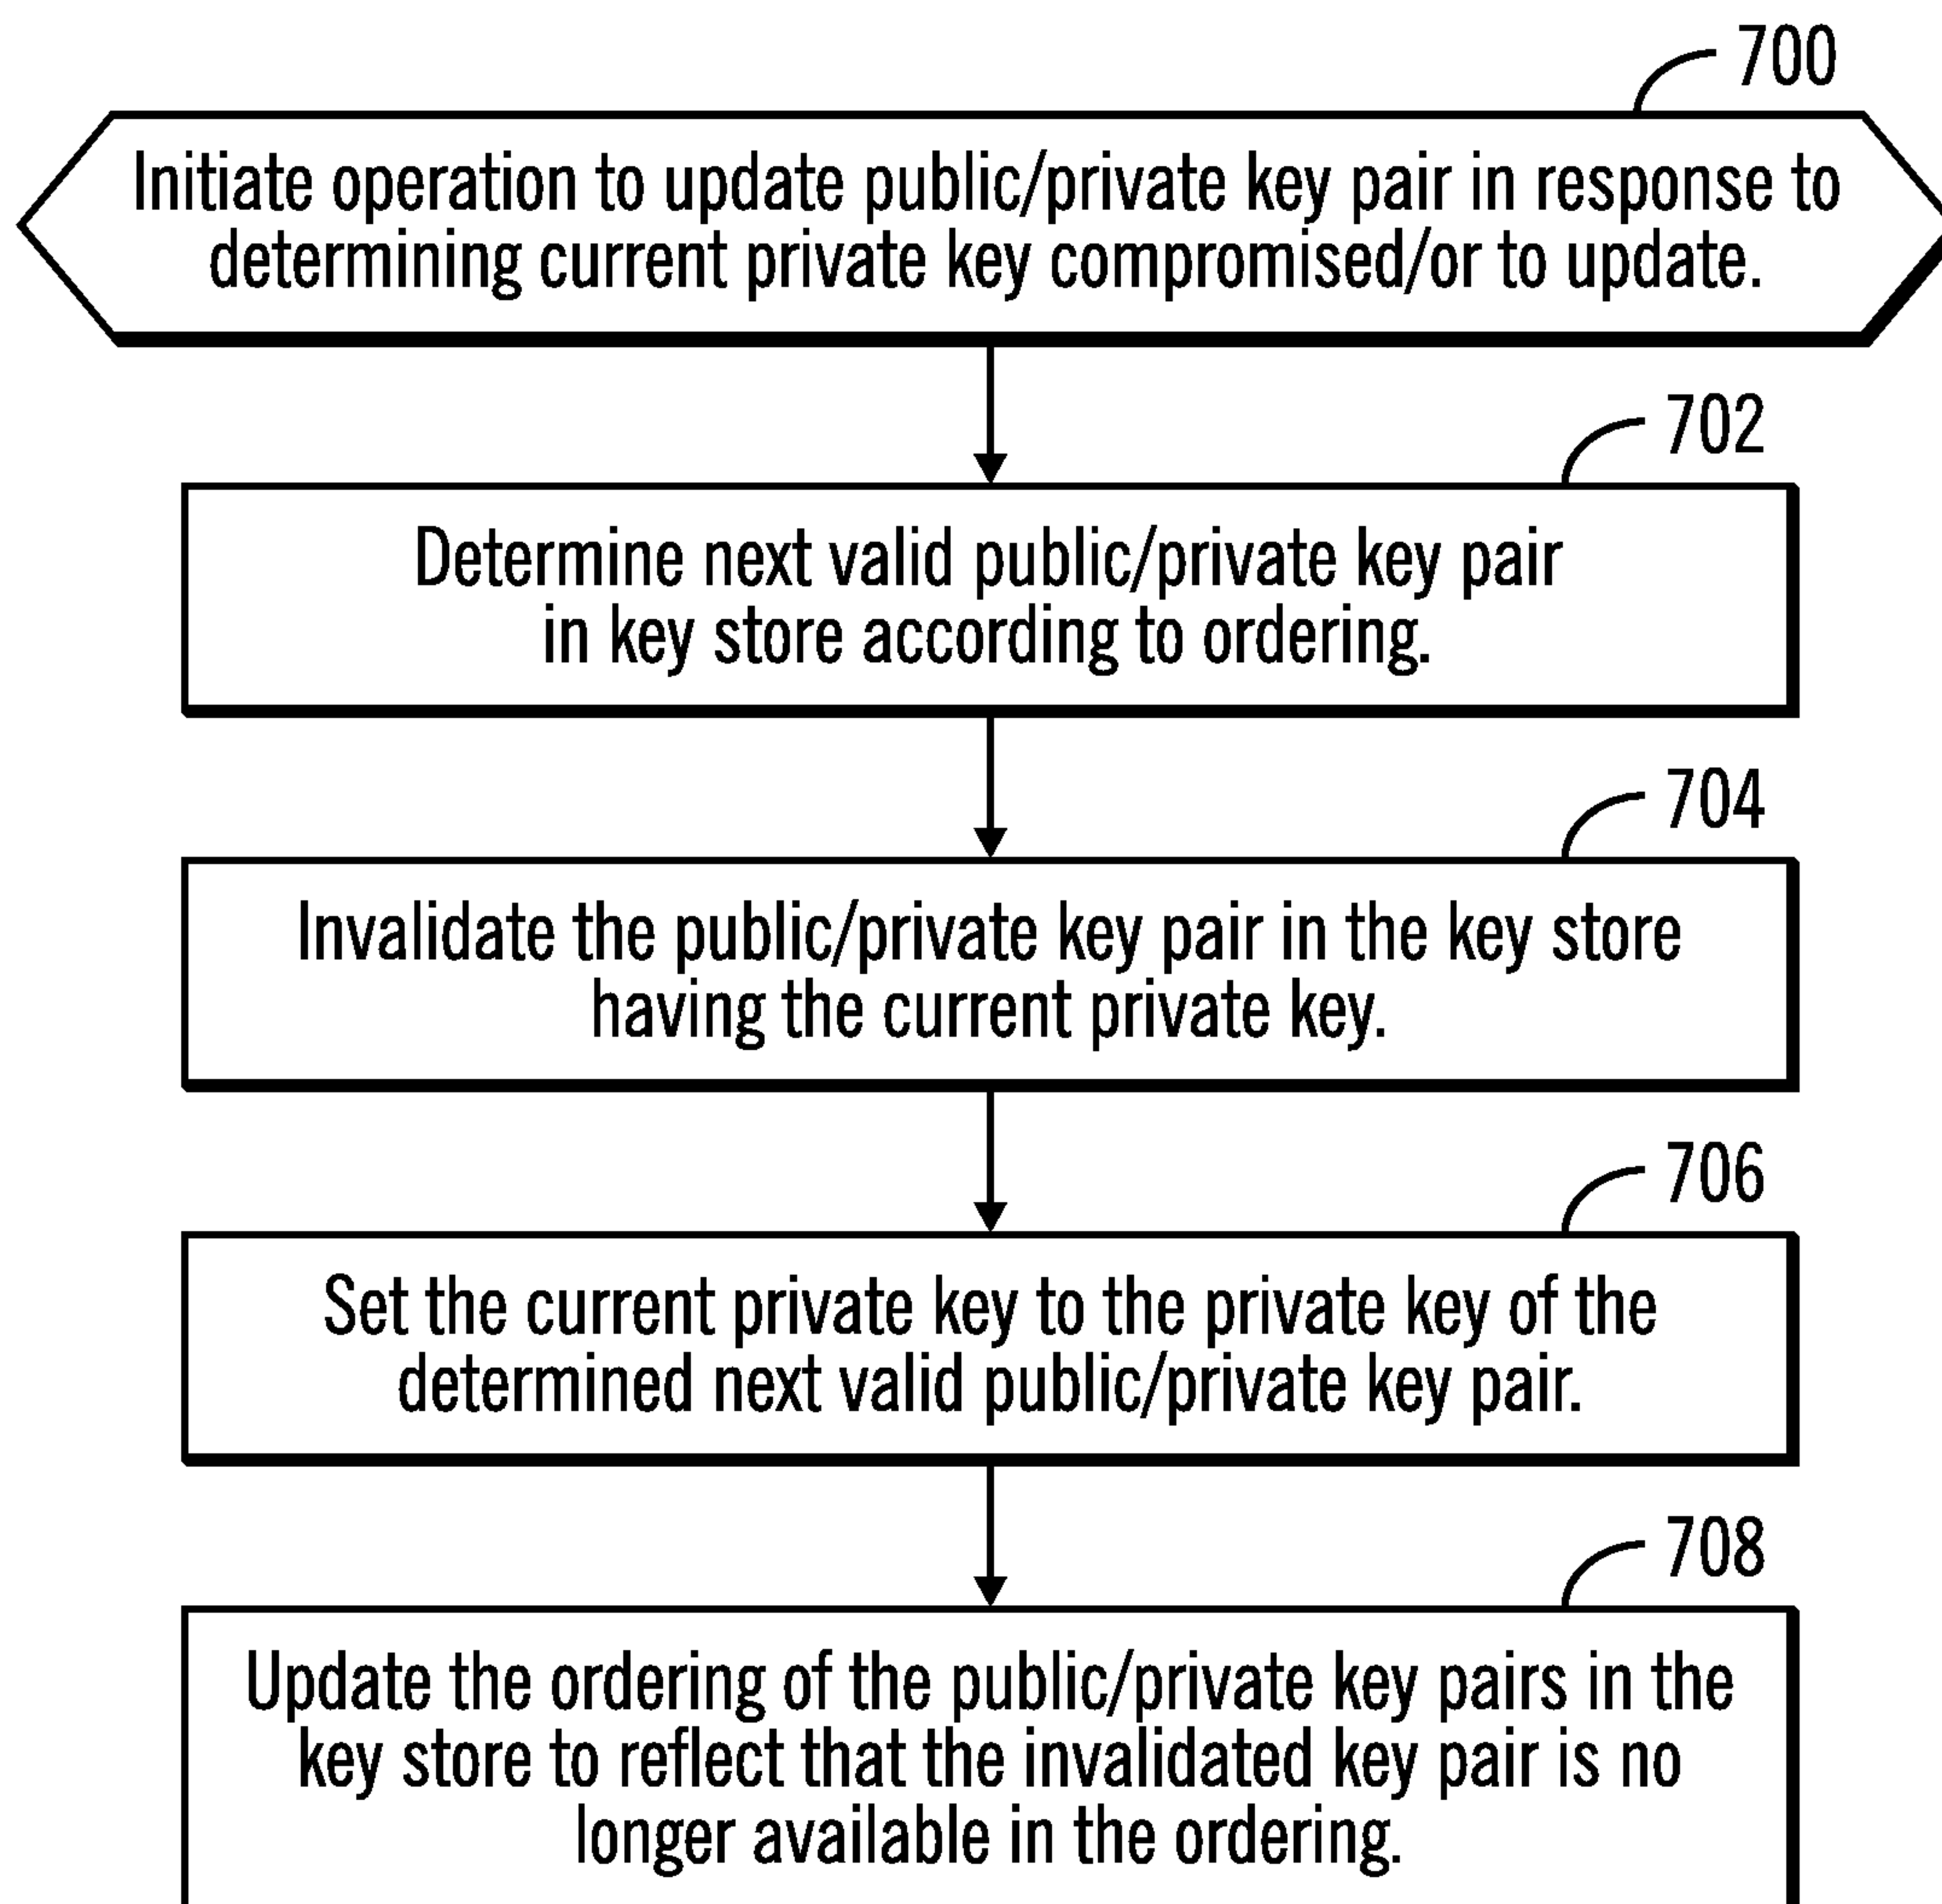 700
Initiate operation to update public/private key pair in response to
determining current private key compromised/or to update.
702
Determine next valid public/private key pair
in key store according to ordering.
704
Invalidate the public/private key pair in the key store
having the current private key.
706
Set the current private key to the private key of the
determined next valid public/private key pair.
708
Update the ordering of the public/private key pairs in the
key store to reflect that the invalidated key pair is no
longer available in the ordering.